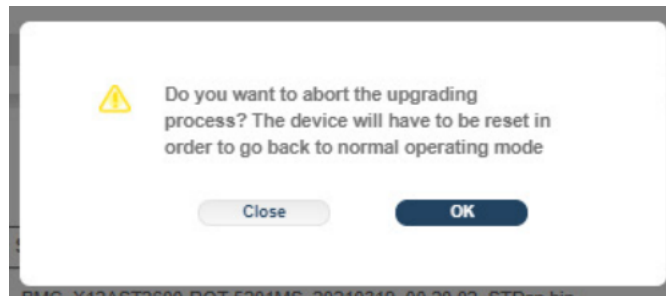 Do you want to abort the upgrading
process? The device will have to be reset in
order to go back to normal operating mode
Close
OK